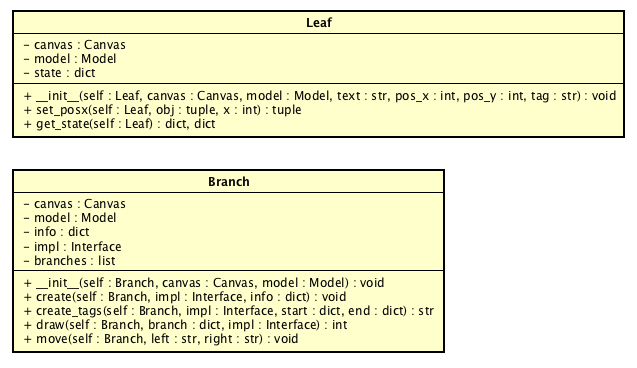 Leaf
- canvas : Canvas
- model : Model
- state : dict
+ __init__(self : Leaf, canvas : Canvas, model : Model, text : str, pos_x : int, pos_y : int, tag : str) : void
+ set_posx(self : Leaf, obj : tuple, x : int) : tuple
+ get_state(self : Leaf) : dict, dict
Branch
- canvas : Canvas
- model : Model
- info : dict
- impl : Interface
- branches : list
+ __init__(self : Branch, canvas : Canvas, model : Model) : void
+ create(self : Branch, impl : Interface, info : dict) : void
+ create_tags(self : Branch, impl : Interface, start : dict, end : dict) : str
+ draw(self : Branch, branch : dict, impl : Interface) : int
+ move(self : Branch, left : str, right : str) : void